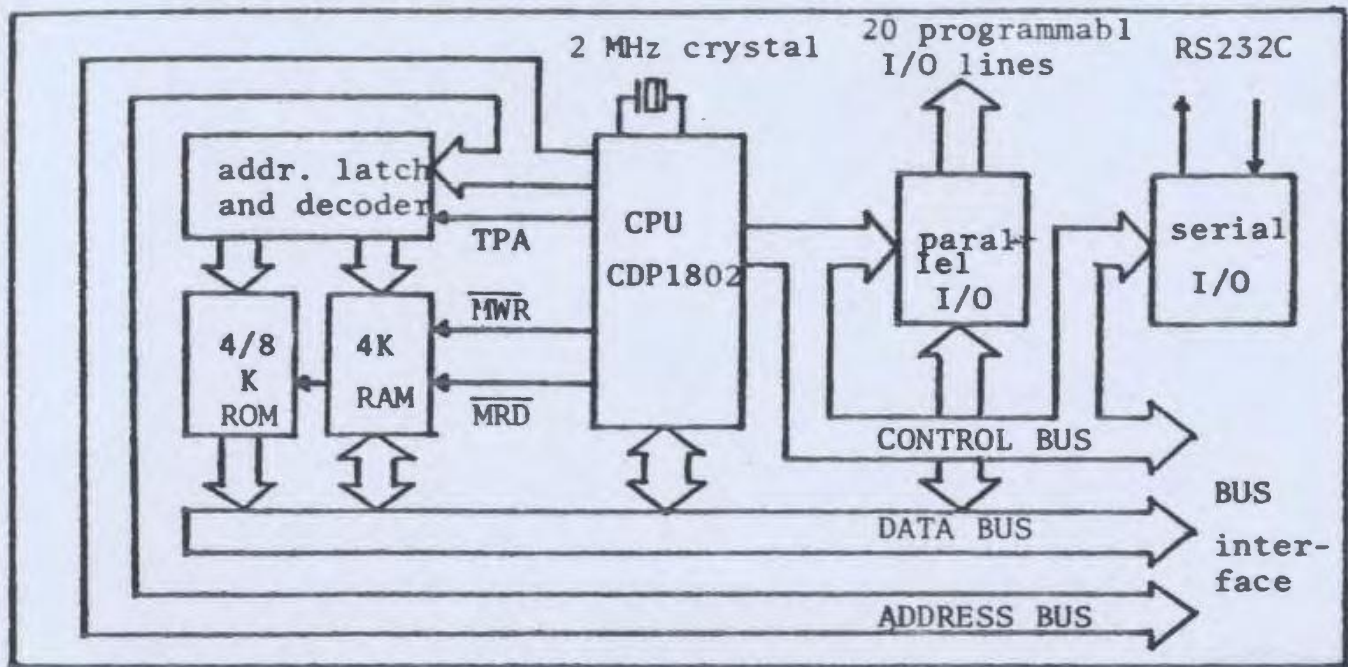 2 MHz crystal
20 programmabl
I/O lines
RS232C
addr. latch
and decoder
TPA
CPU
CDP1802
paral-
lel
I/O
serial
I/O
4/8
K
ROM
4K
RAM
MWR
MRD
CONTROL BUS
DATA BUS
ADDRESS BUS
BUS
inter-
face